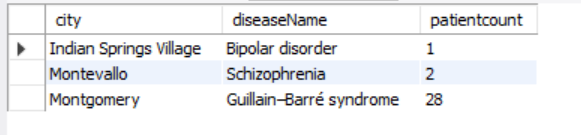 city diseaseName patientcount
Indian Springs Village Bipolar disorder 1
Montevallo Schizophrenia 2
Montgomery Guillain–Barré syndrome 28